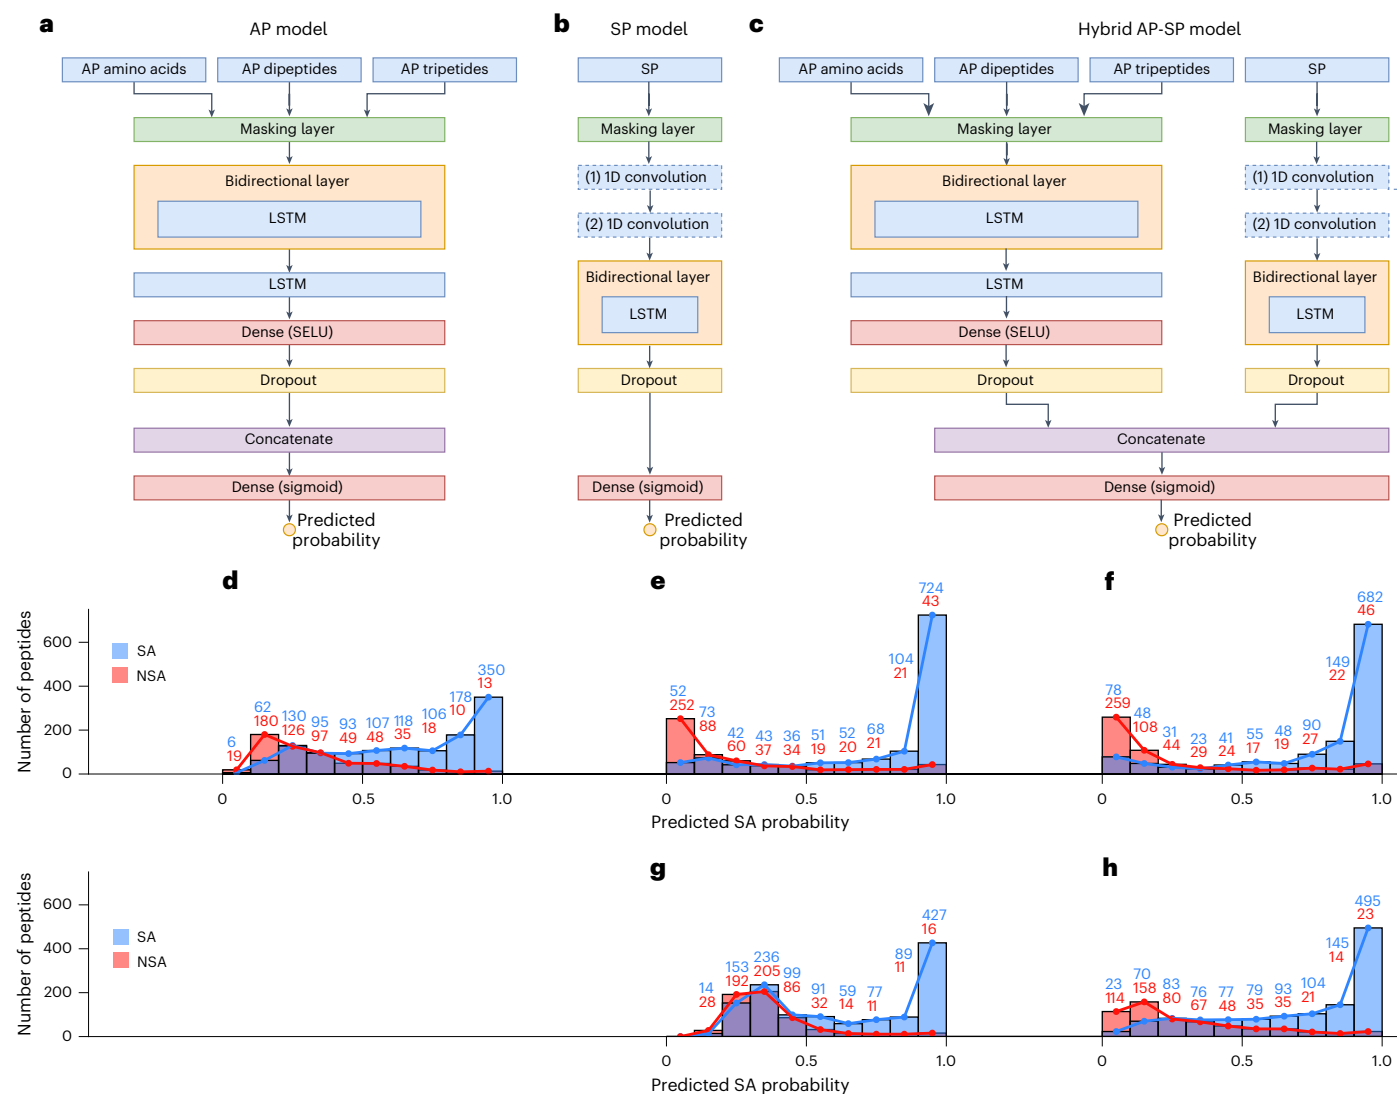 a
AP model
b
SP model
c
Hybrid AP-SP model
AP amino acids
AP dipeptides
AP tripetides
SP
AP amino acids
AP dipeptides
AP tripeptides
SP
Masking layer
Masking layer
Masking layer
Masking layer
Bidirectional layer
LSTM
(1) 1D convolution
(2) 1D convolution
Bidirectional layer
LSTM
(1) 1D convolution
(2) 1D convolution
LSTM
Bidirectional layer
LSTM
LSTM
Bidirectional layer
LSTM
Dense (SELU)
Dense (SELU)
Dropout
Dropout
Dropout
Dropout
Concatenate
Concatenate
Dense (sigmoid)
Dense (sigmoid)
Dense (sigmoid)
Predicted
probability
Predicted
probability
Predicted
probability
d
Number of peptides
600
400
200
0
SA
NSA
6
19
62
180
130
126
95
97
93
49
107
48
118
35
106
18
178
10
350
13
0
0.5
1.0
e
52
252
73
88
42
60
43
37
36
34
51
19
52
20
68
21
104
21
724
43
0
0.5
1.0
Predicted SA probability
f
78
259
48
108
31
44
23
29
41
24
55
17
48
19
90
27
149
22
682
46
0
0.5
1.0
Number of peptides
600
400
200
0
SA
NSA
g
14
28
153
192
236
205
99
86
91
32
59
14
77
11
89
11
427
16
0
0.5
1.0
Predicted SA probability
h
23
114
70
158
83
80
76
67
77
48
79
35
93
35
104
21
145
14
495
23
0
0.5
1.0